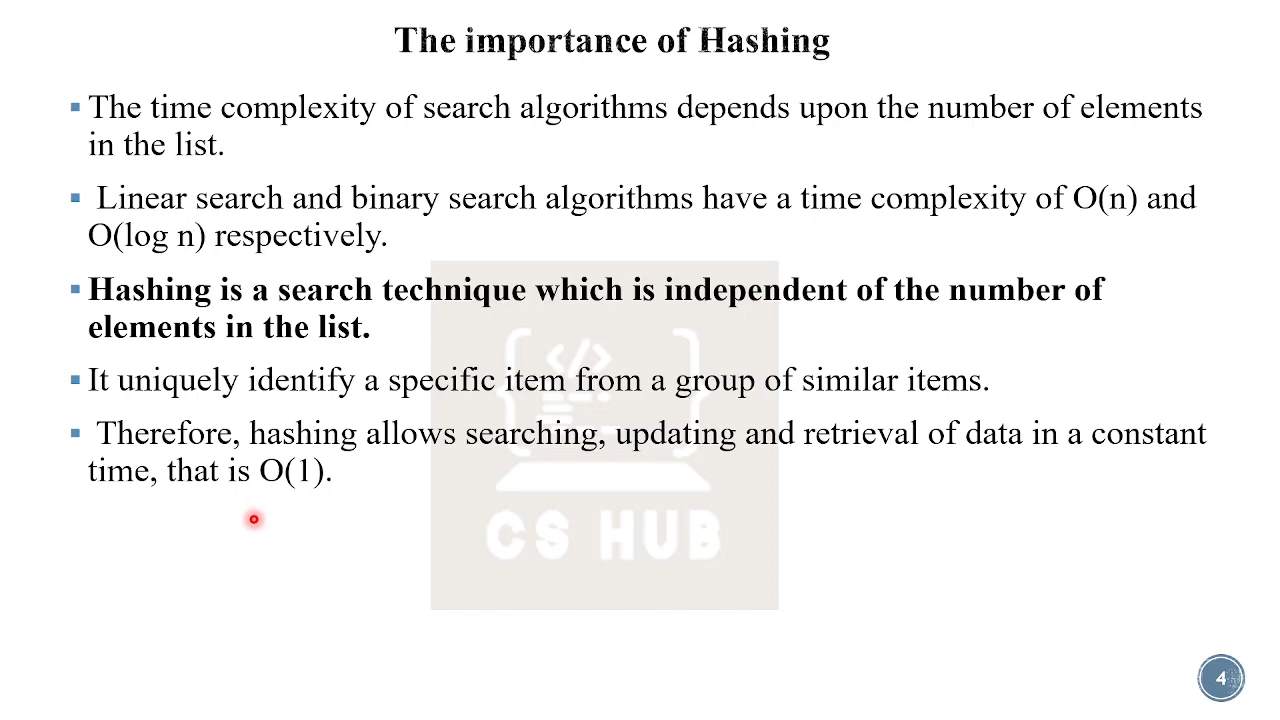 The importance of Hashing
▪ The time complexity of search algorithms depends upon the number of elements
in the list.
▪ Linear search and binary search algorithms have a time complexity of O(n) and
O(log n) respectively.
▪ Hashing is a search technique which is independent of the number of
elements in the list.
▪ It uniquely identify a specific item from a group of similar items.
▪ Therefore, hashing allows searching, updating and retrieval of data in a constant
time, that is O(1).
</>
CS HUB
4